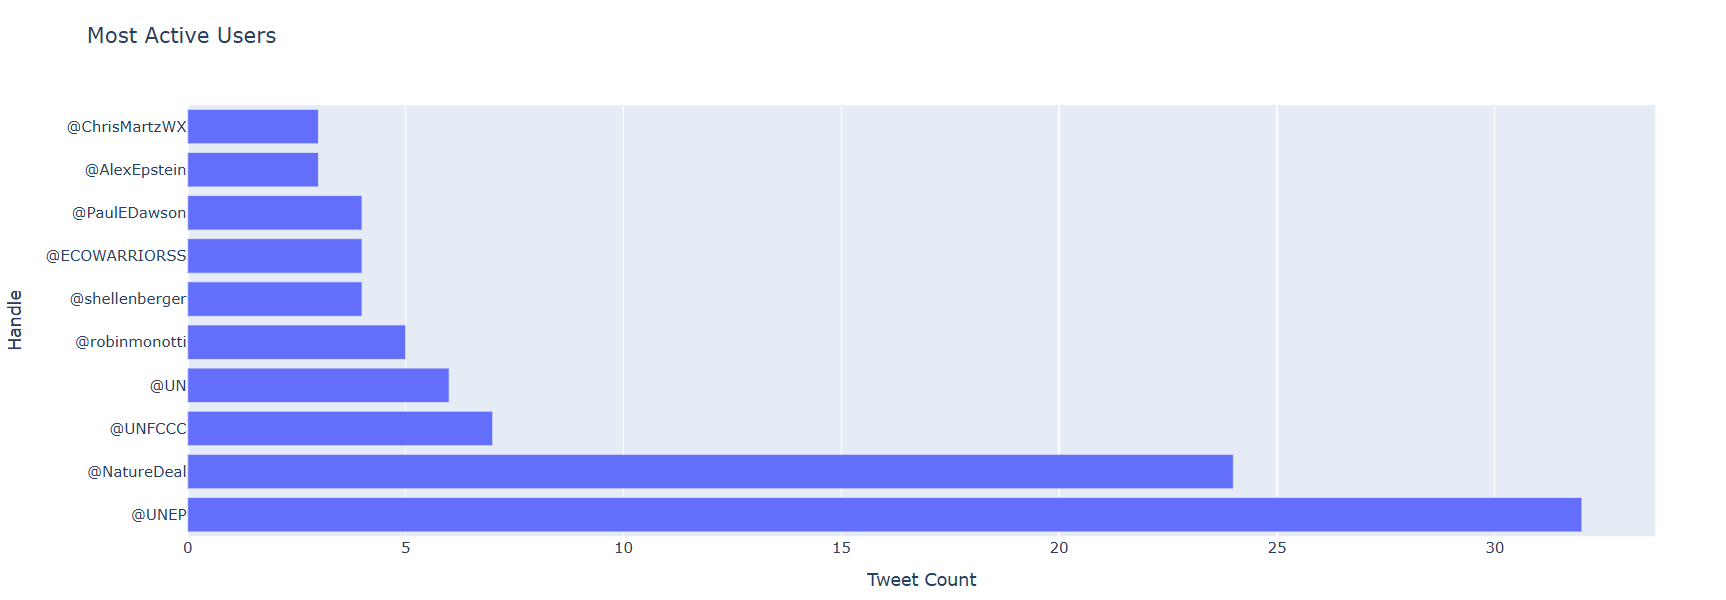 Most Active Users
@ChrisMartzWX
@AlexEpstein
@PaulEDawson
@ECOWARRIORSS
@shellenberger
@robinmonotti
@UN
@UNFCCC
@NatureDeal
@UNEP
Handle
0 5 10 15 20 25 30
Tweet Count